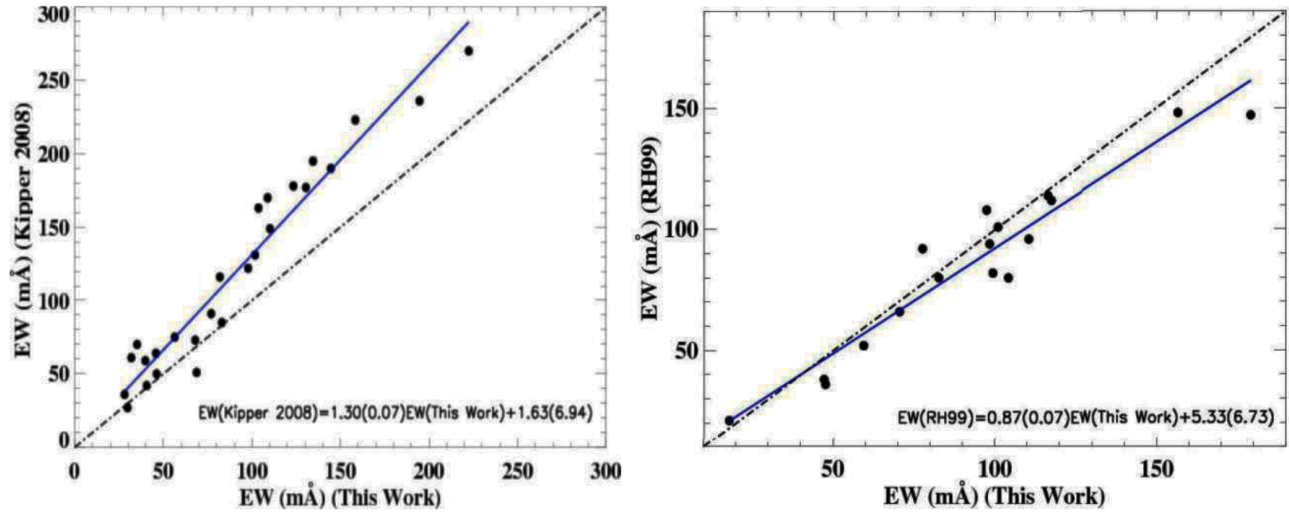 300
250
200
150
100
50
0
EW (mÅ) (Kipper 2008)
EW(Kipper 2008)=1.30(0.07)EW(This Work)+1.63(6.94)
0 50 100 150 200 250 300
EW (mÅ) (This Work)
150
100
50
EW (mÅ) (RH99)
EW(RH99)=0.87(0.07)EW(This Work)+5.33(6.73)
50 100 150
EW (mÅ) (This Work)